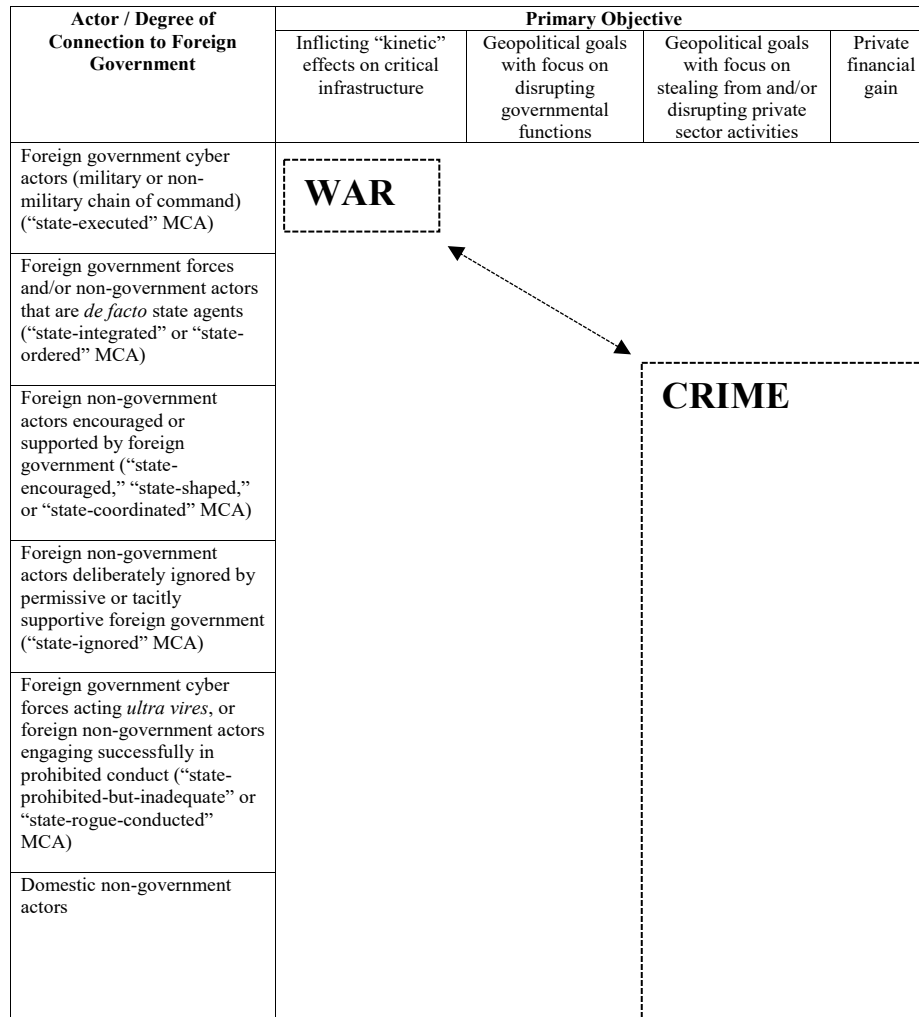 Actor / Degree of
Connection to Foreign
Government
Primary Objective
Inflicting “kinetic”
effects on critical
infrastructure
Geopolitical goals
with focus on
disrupting
governmental
functions
Geopolitical goals
with focus on
stealing from and/or
disrupting private
sector activities
Private
financial
gain
Foreign government cyber
actors (military or non-
military chain of command)
(“state-executed” MCA)
WAR
Foreign government forces
and/or non-government actors
that are de facto state agents
(“state-integrated” or “state-
ordered” MCA)
CRIME
Foreign non-government
actors encouraged or
supported by foreign
government (“state-
encouraged,” “state-shaped,”
or “state-coordinated” MCA)
Foreign non-government
actors deliberately ignored by
permissive or tacitly
supportive foreign government
(“state-ignored” MCA)
Foreign government cyber
forces acting ultra vires, or
foreign non-government actors
engaging successfully in
prohibited conduct (“state-
prohibited-but-inadequate” or
“state-rogue-conducted”
MCA)
Domestic non-government
actors